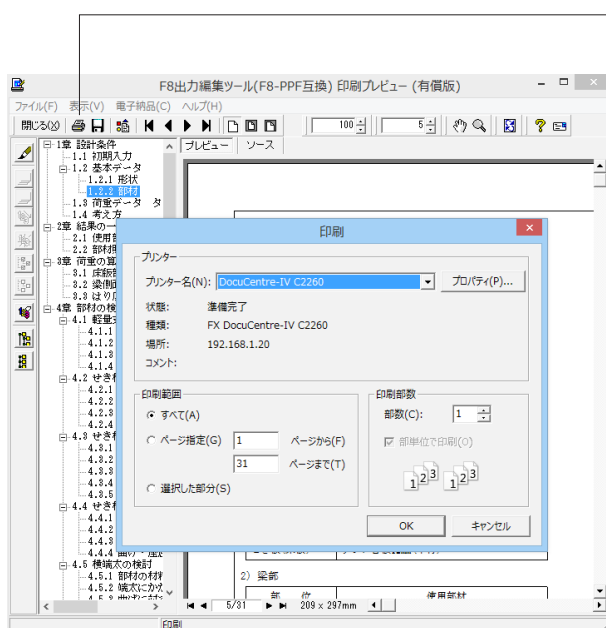 F8出力編集ツール(F8-PPF互換) 印刷プレビュー (有償版)
ファイル(F) 表示(V) 電子納品(C) ヘルプ(H)
閉じる(X) 100 5
プレビュー ソース
1章 設計条件
1.1 初期入力
1.2 基本データ
1.2.1 形状
1.2.2 部材
1.3 荷重データ タ
1.4 考え方
2章 結果の一
2.1 使用
2.2 部材
3章 荷重の算
3.1 床版
3.2 梁側
3.3 はり
4章 部材の検
4.1 軽量
4.1.1
4.1.2
4.1.3
4.1.4
4.2 せき
4.2.1
4.2.2
4.2.3
4.2.4
4.3 せき
4.3.1
4.3.2
4.3.3
4.3.4
4.3.5
4.4 せき
4.4.1
4.4.2
4.4.3
4.4.4
4.5 横端太の検討
4.5.1 部材の材
4.5.2 端太にか
印刷
プリンター
プリンター名(N): DocuCentre-IV C2260 プロパティ(P)...
状態: 準備完了
種類: FX DocuCentre-IV C2260
場所: 192.168.1.20
コメント:
印刷範囲
すべて(A)
ページ指定(G) 1 ページから(F)
31 ページまで(T)
選択した部分(S)
印刷部数
部数(C): 1
部単位で印刷(O)
1 2 3 1 2 3
OK キャンセル
2) 梁部
部 位 使用部材
5/31 209 x 297mm
印刷